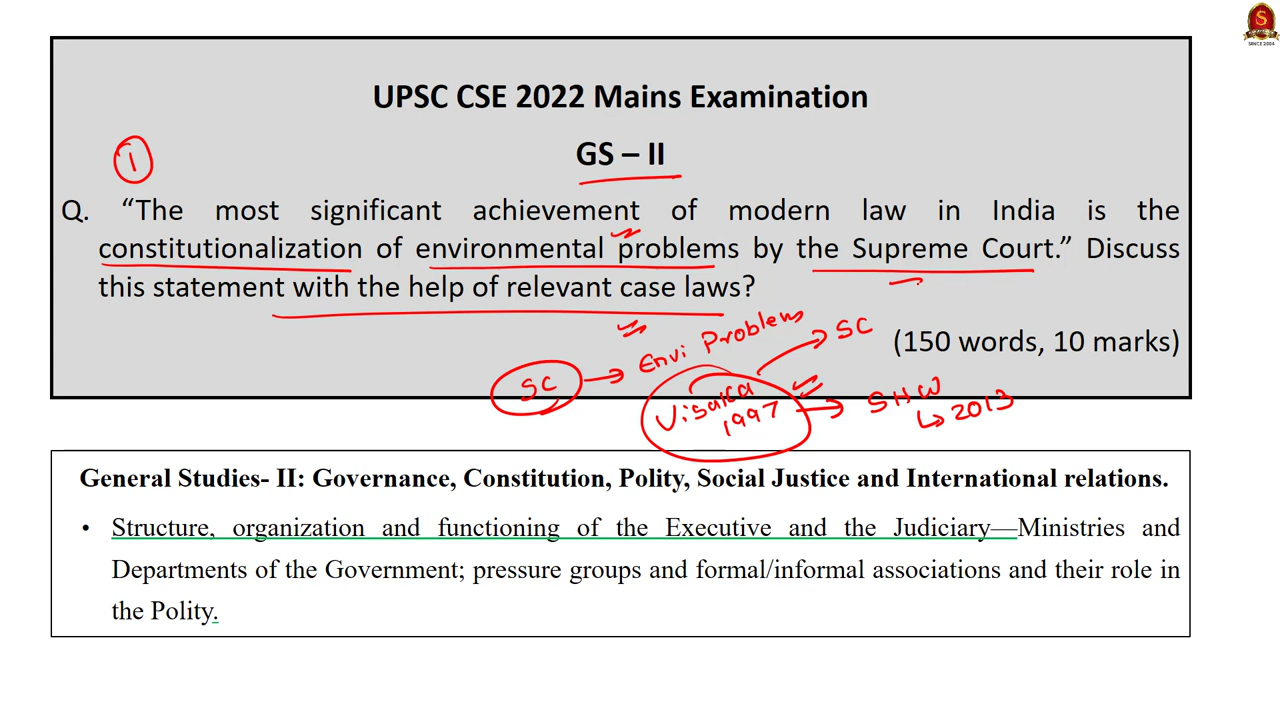 S
SINCE 2004
UPSC CSE 2022 Mains Examination
1
GS – II
Q. “The most significant achievement of modern law in India is the
constitutionalization of environmental problems by the Supreme Court.” Discuss
this statement with the help of relevant case laws?
(150 words, 10 marks)
SC → Envi Problems
Visaka → SC
1997 → SHW
↳ 2013
General Studies- II: Governance, Constitution, Polity, Social Justice and International relations.
• Structure, organization and functioning of the Executive and the Judiciary—Ministries and
Departments of the Government; pressure groups and formal/informal associations and their role in
the Polity.